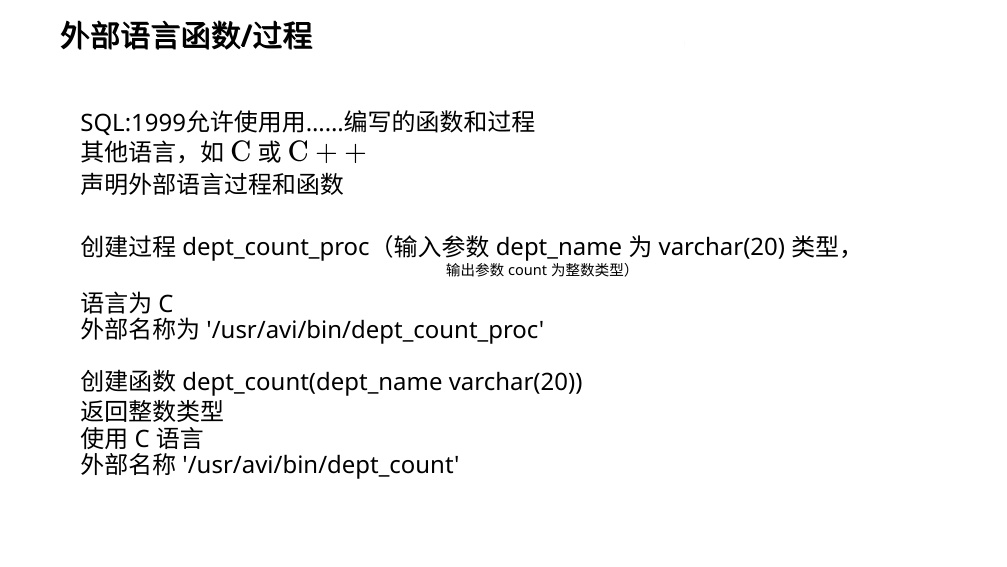 外部语言函数/过程
SQL:1999允许使用用……编写的函数和过程
其他语言，如 C 或 C + +
声明外部语言过程和函数
创建过程 dept_count_proc（输入参数 dept_name 为 varchar(20) 类型，
输出参数 count 为整数类型）
语言为 C
外部名称为 '/usr/avi/bin/dept_count_proc'
创建函数 dept_count(dept_name varchar(20))
返回整数类型
使用 C 语言
外部名称 '/usr/avi/bin/dept_count'